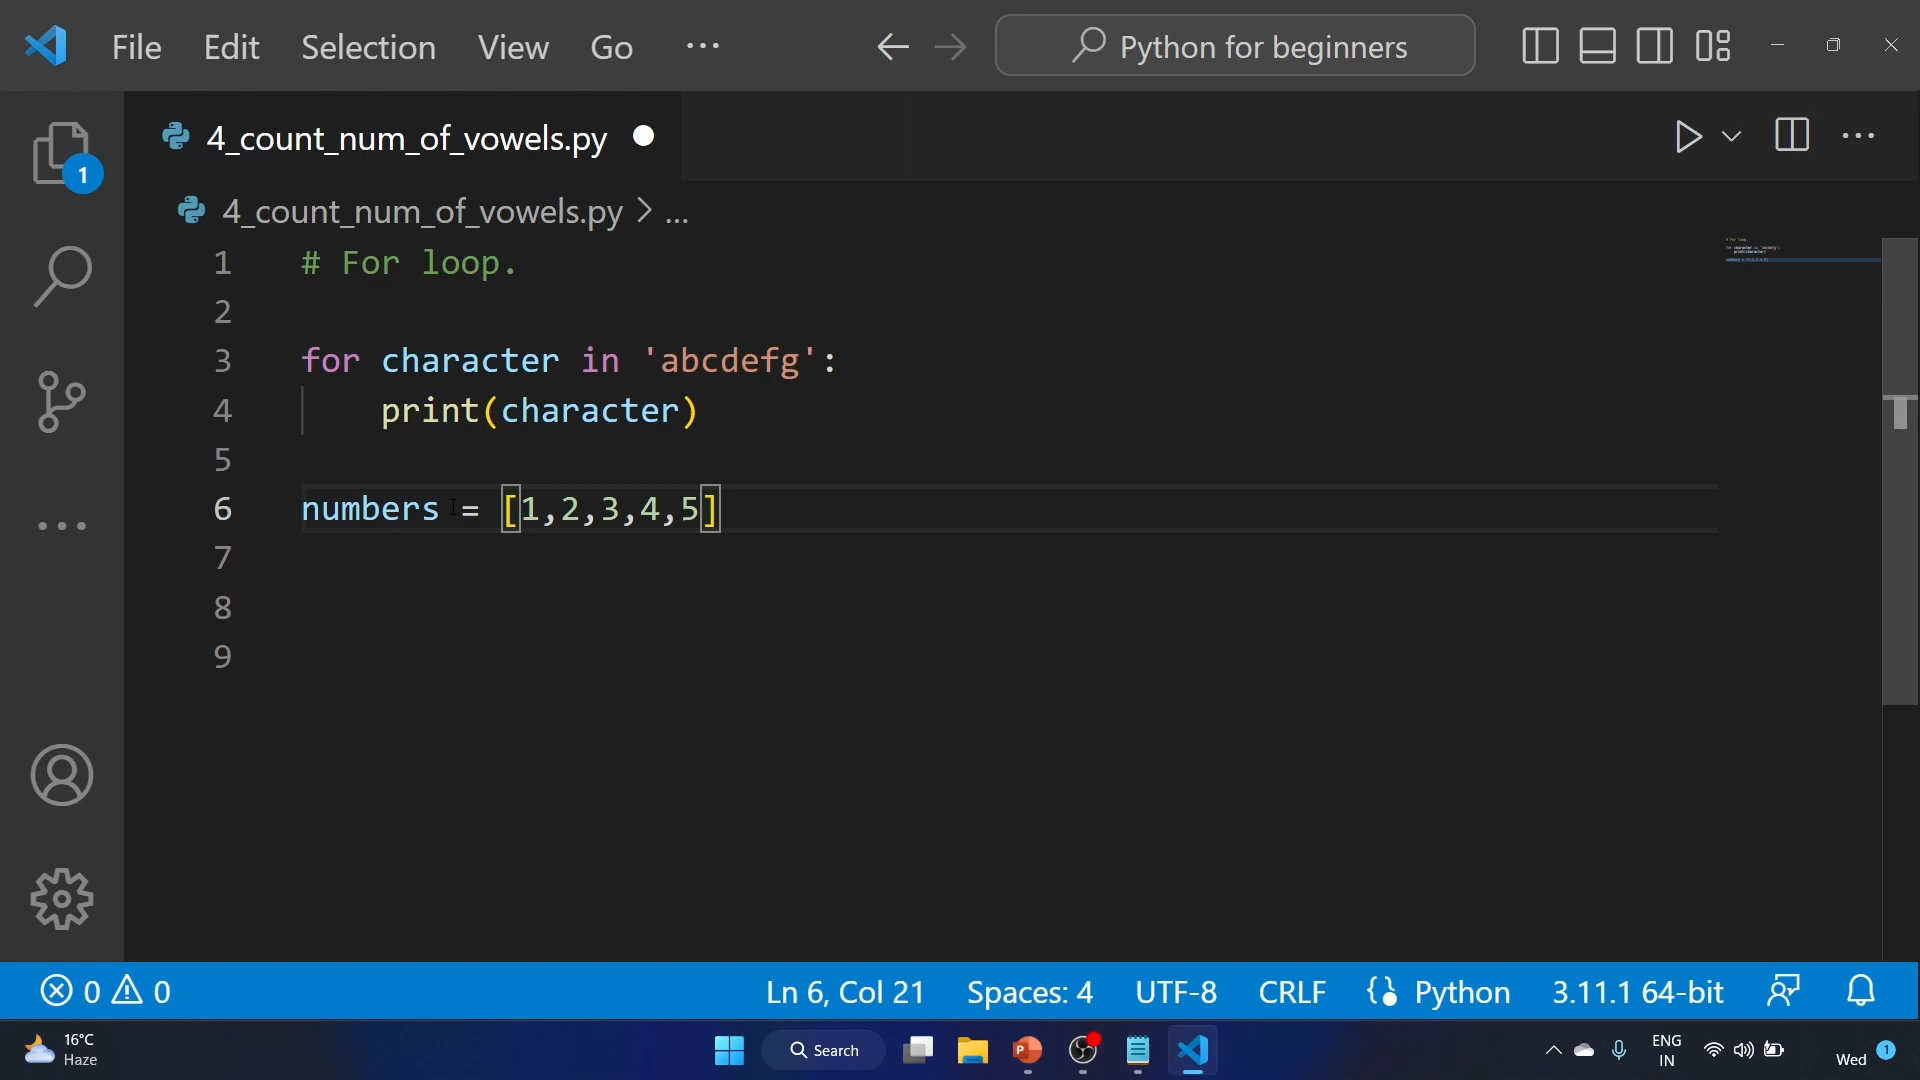 File Edit Selection View Go ...
Python for beginners
4_count_num_of_vowels.py
4_count_num_of_vowels.py > ...
1 # For loop.
2
3 for character in 'abcdefg':
4 print(character)
5
6 numbers = [1,2,3,4,5]
7
8
9
1
0 0 Ln 6, Col 21 Spaces: 4 UTF-8 CRLF Python 3.11.1 64-bit
16°C
Haze
Search
ENG
IN
Wed 1